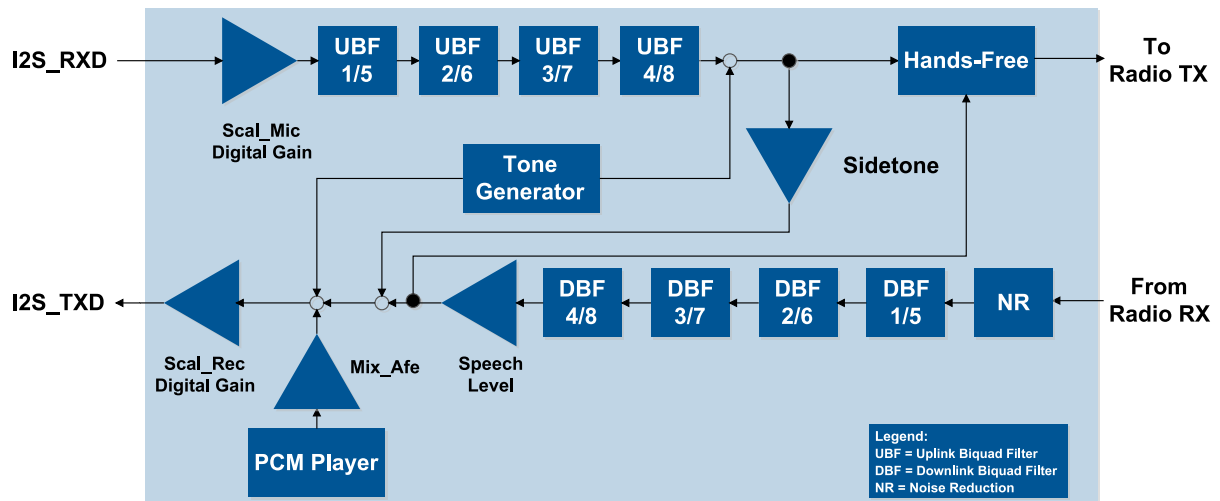 I2S_RXD
UBF
1/5
UBF
2/6
UBF
3/7
UBF
4/8
Hands-Free
To
Radio TX
Scal_Mic
Digital Gain
Tone
Generator
Sidetone
I2S_TXD
Scal_Rec
Digital Gain
Mix_Afe
Speech
Level
DBF
4/8
DBF
3/7
DBF
2/6
DBF
1/5
NR
From
Radio RX
PCM Player
Legend:
UBF = Uplink Biquad Filter
DBF = Downlink Biquad Filter
NR = Noise Reduction